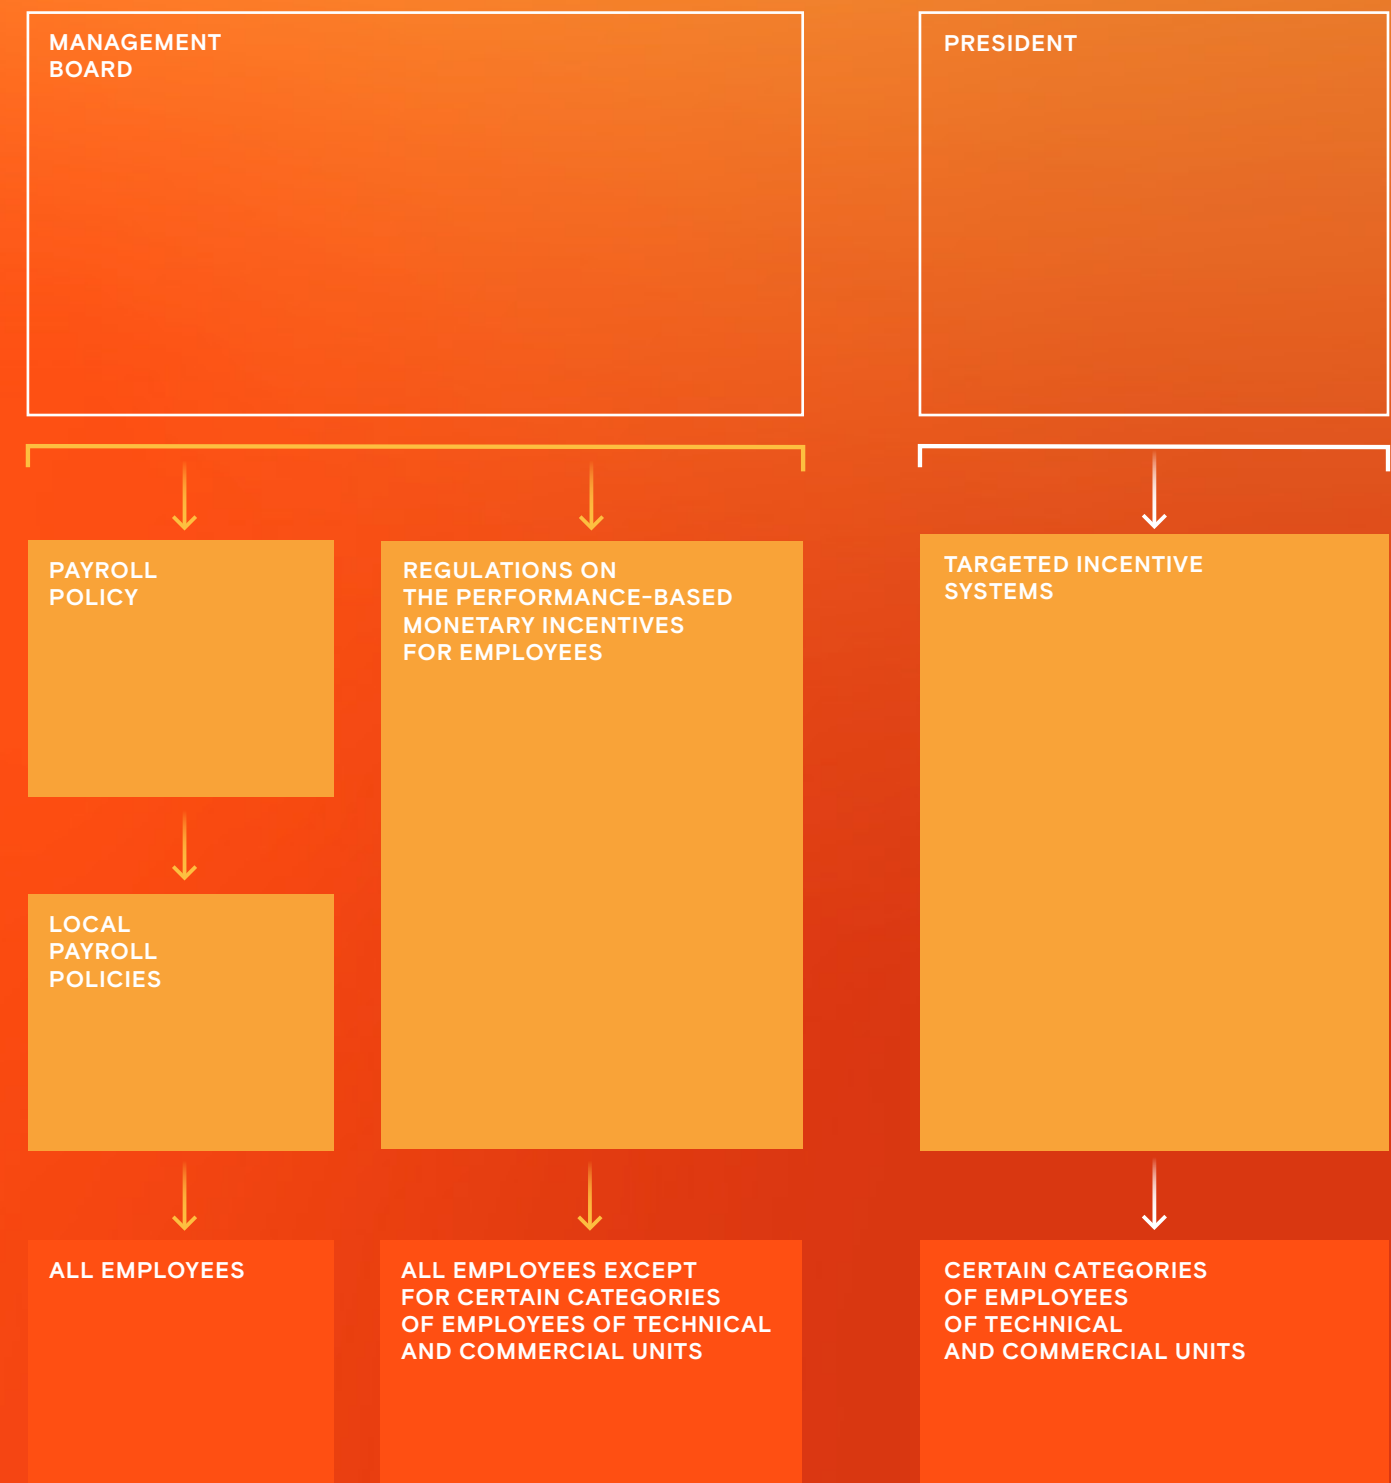 MANAGEMENT
BOARD
PRESIDENT
PAYROLL
POLICY
REGULATIONS ON
THE PERFORMANCE-BASED
MONETARY INCENTIVES
FOR EMPLOYEES
TARGETED INCENTIVE
SYSTEMS
LOCAL
PAYROLL
POLICIES
ALL EMPLOYEES
ALL EMPLOYEES EXCEPT
FOR CERTAIN CATEGORIES
OF EMPLOYEES OF TECHNICAL
AND COMMERCIAL UNITS
CERTAIN CATEGORIES
OF EMPLOYEES
OF TECHNICAL
AND COMMERCIAL UNITS